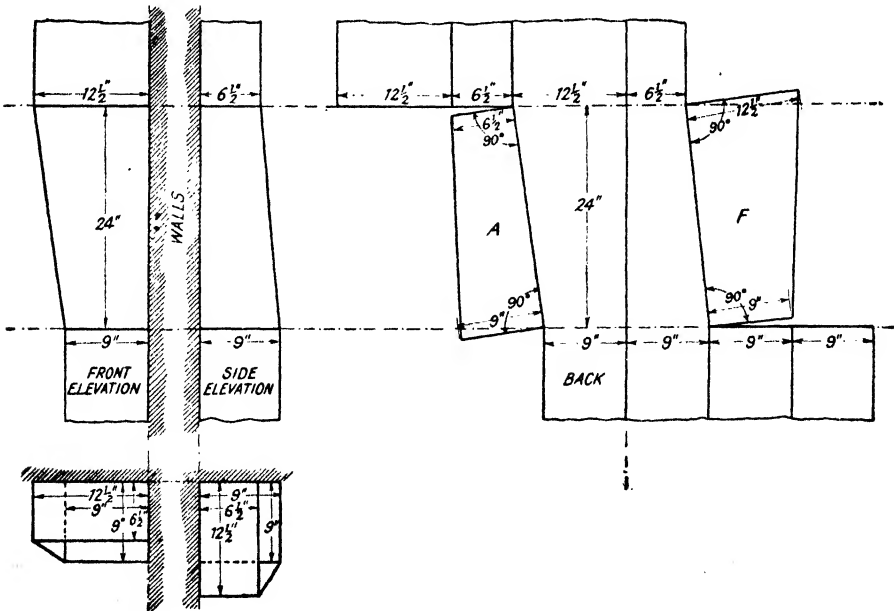 12½" 6½" 12½" 6½" 12½" 6½"
6½" 90° 90° 12½"
24" WALLS 24"
A F
90° 9" 90° 9"
9" 9" 9" 9" 9" 9"
FRONT ELEVATION
SIDE ELEVATION
BACK
12½" 9"
9" 9" 6½ 6½" 9"
12½"